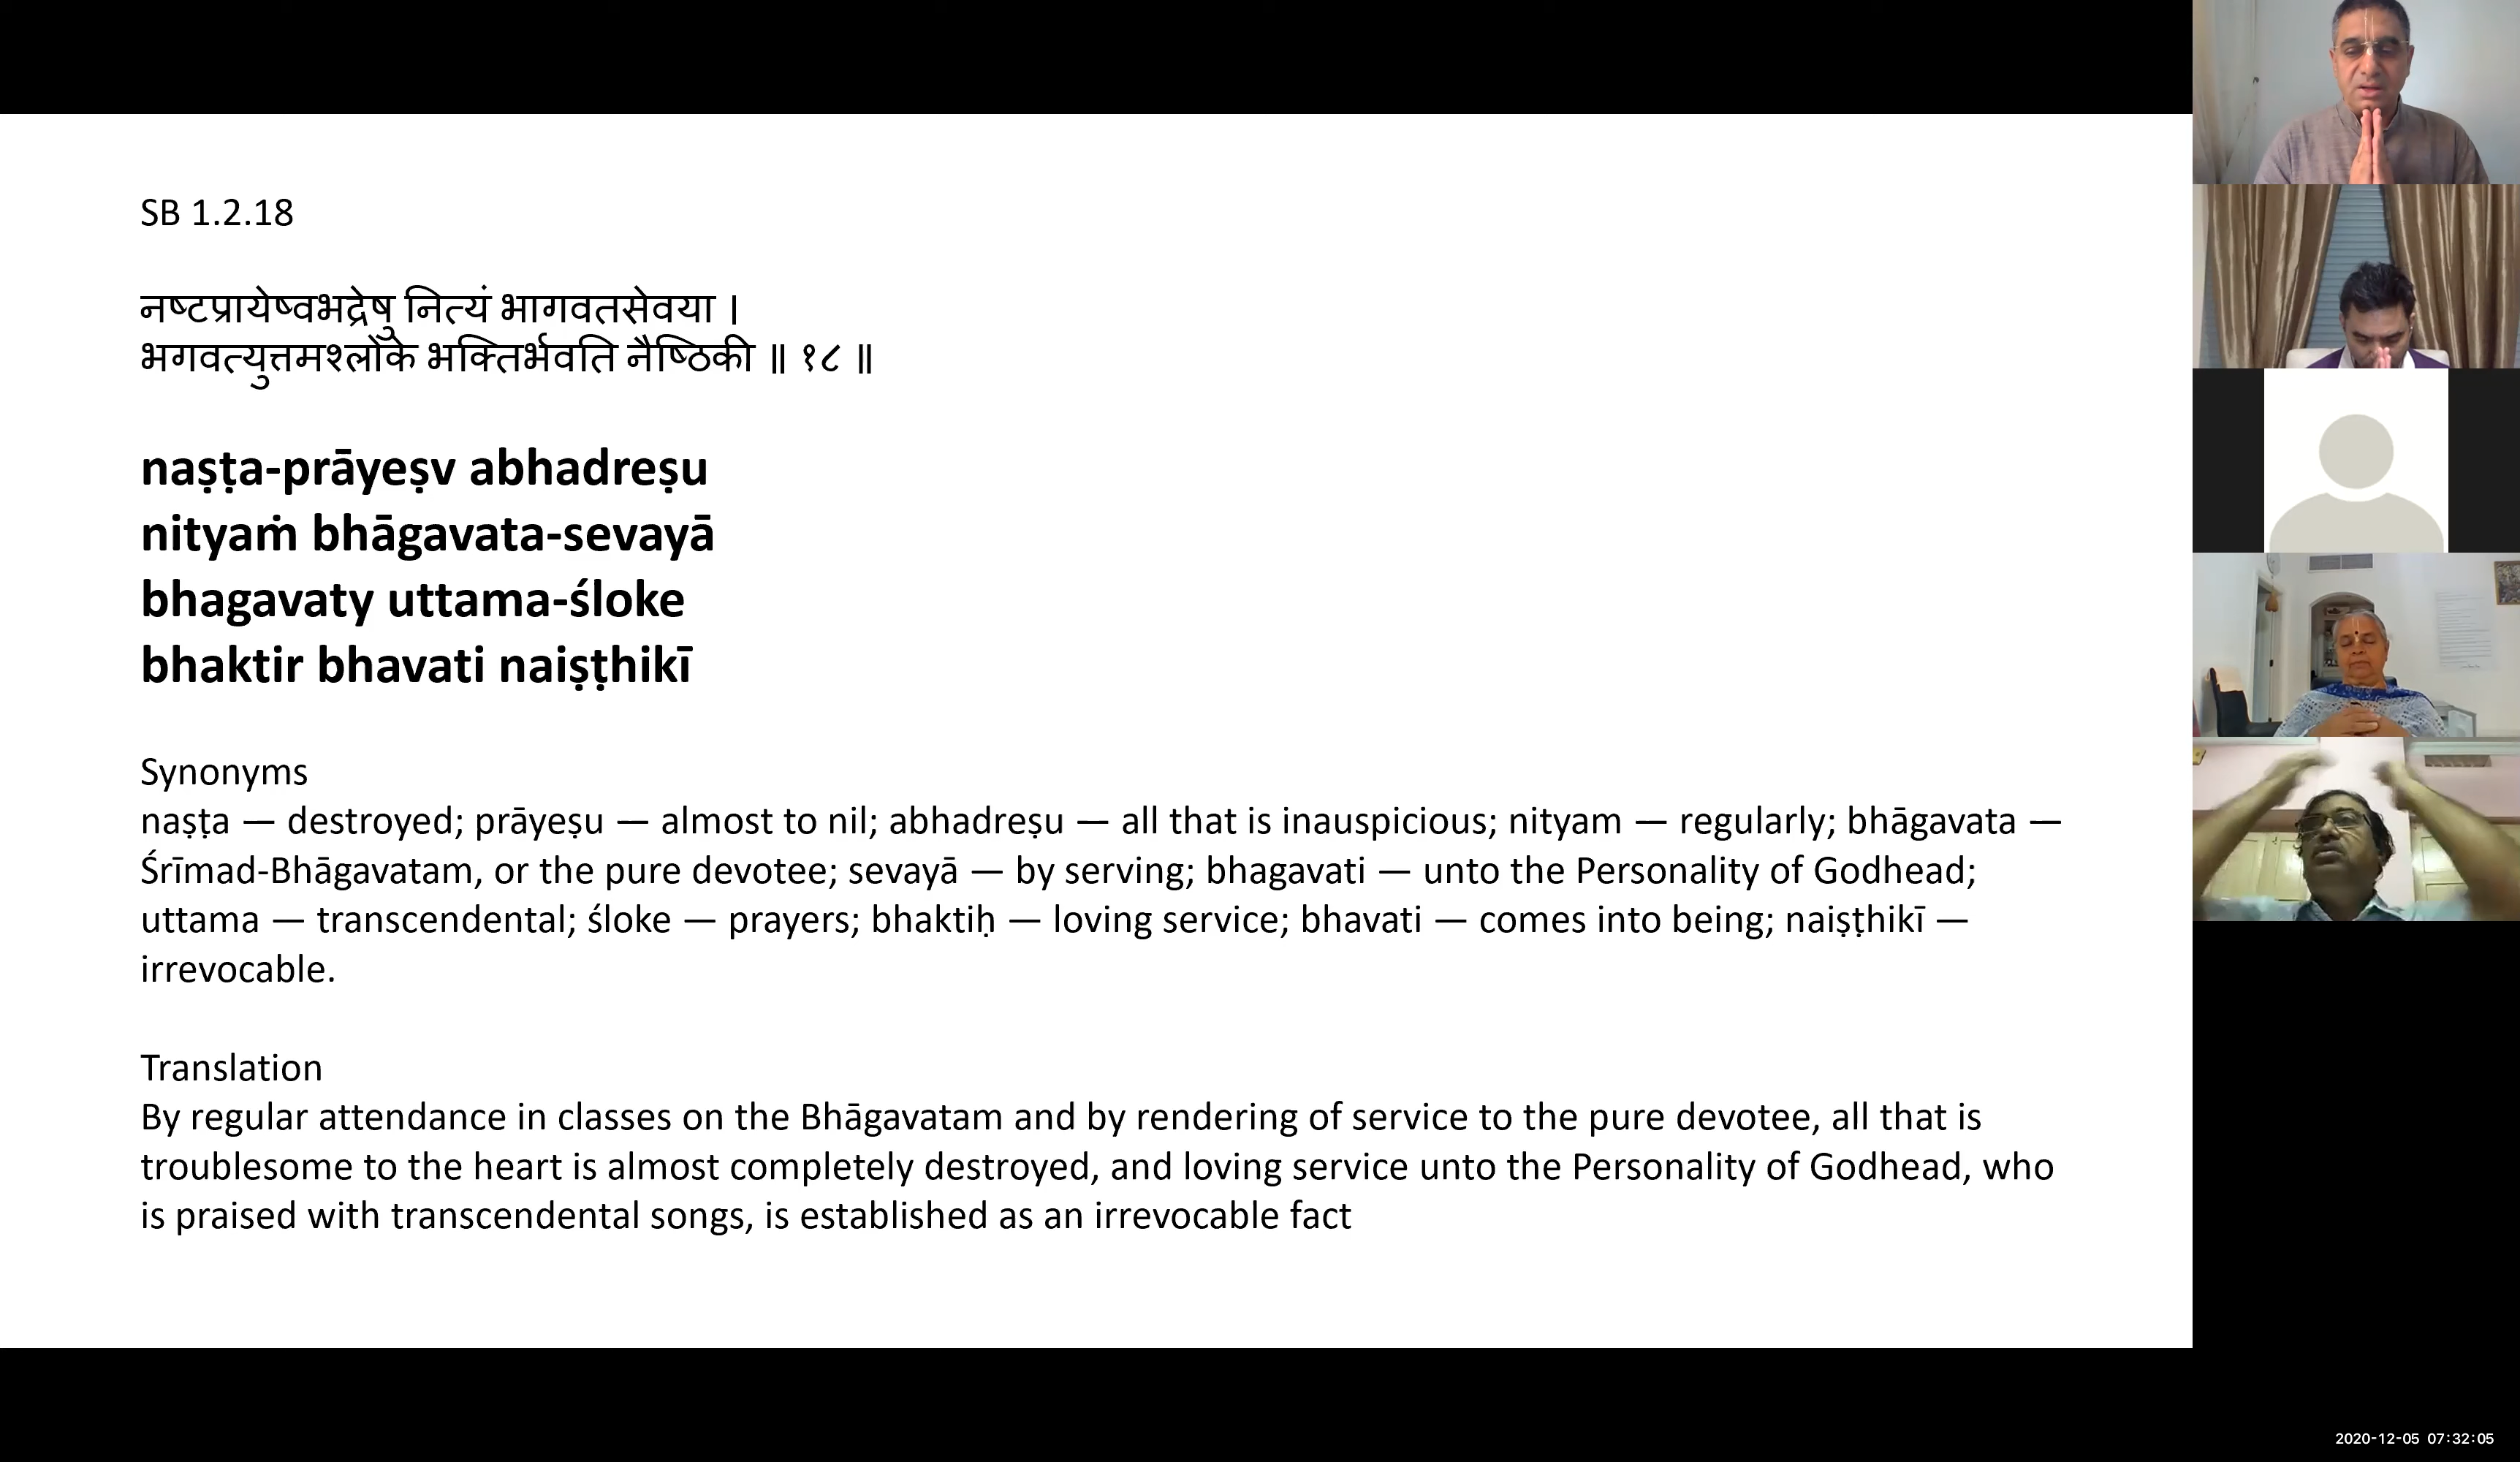 SB 1.2.18
नष्टप्रायेष्वभद्रेषु नित्यं भागवतसेवया ।
भगवत्युत्तमश्लोके भक्तिर्भवति नैष्ठिकी ॥ १८ ॥
naṣṭa-prāyeṣv abhadreṣu
nityaṁ bhāgavata-sevayā
bhagavaty uttama-śloke
bhaktir bhavati naiṣṭhikī
Synonyms
naṣṭa — destroyed; prāyeṣu — almost to nil; abhadreṣu — all that is inauspicious; nityam — regularly; bhāgavata —
Śrīmad-Bhāgavatam, or the pure devotee; sevayā — by serving; bhagavati — unto the Personality of Godhead;
uttama — transcendental; śloke — prayers; bhaktiḥ — loving service; bhavati — comes into being; naiṣṭhikī —
irrevocable.
Translation
By regular attendance in classes on the Bhāgavatam and by rendering of service to the pure devotee, all that is
troublesome to the heart is almost completely destroyed, and loving service unto the Personality of Godhead, who
is praised with transcendental songs, is established as an irrevocable fact
2020-12-05 07:32:05